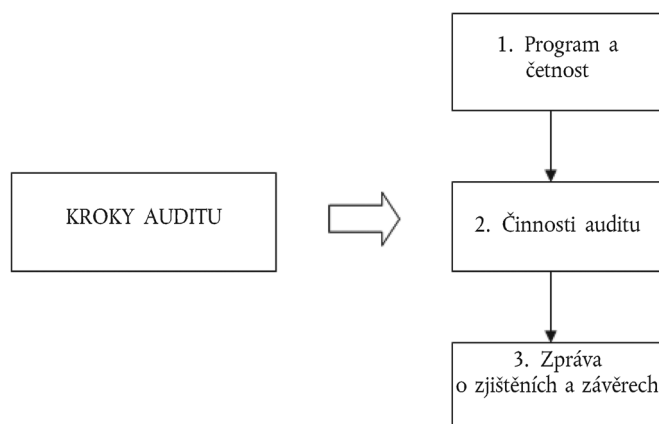 1. Program a
četnost
KROKY AUDITU
2. Činnosti auditu
3. Zpráva
o zjištěních a závěrech